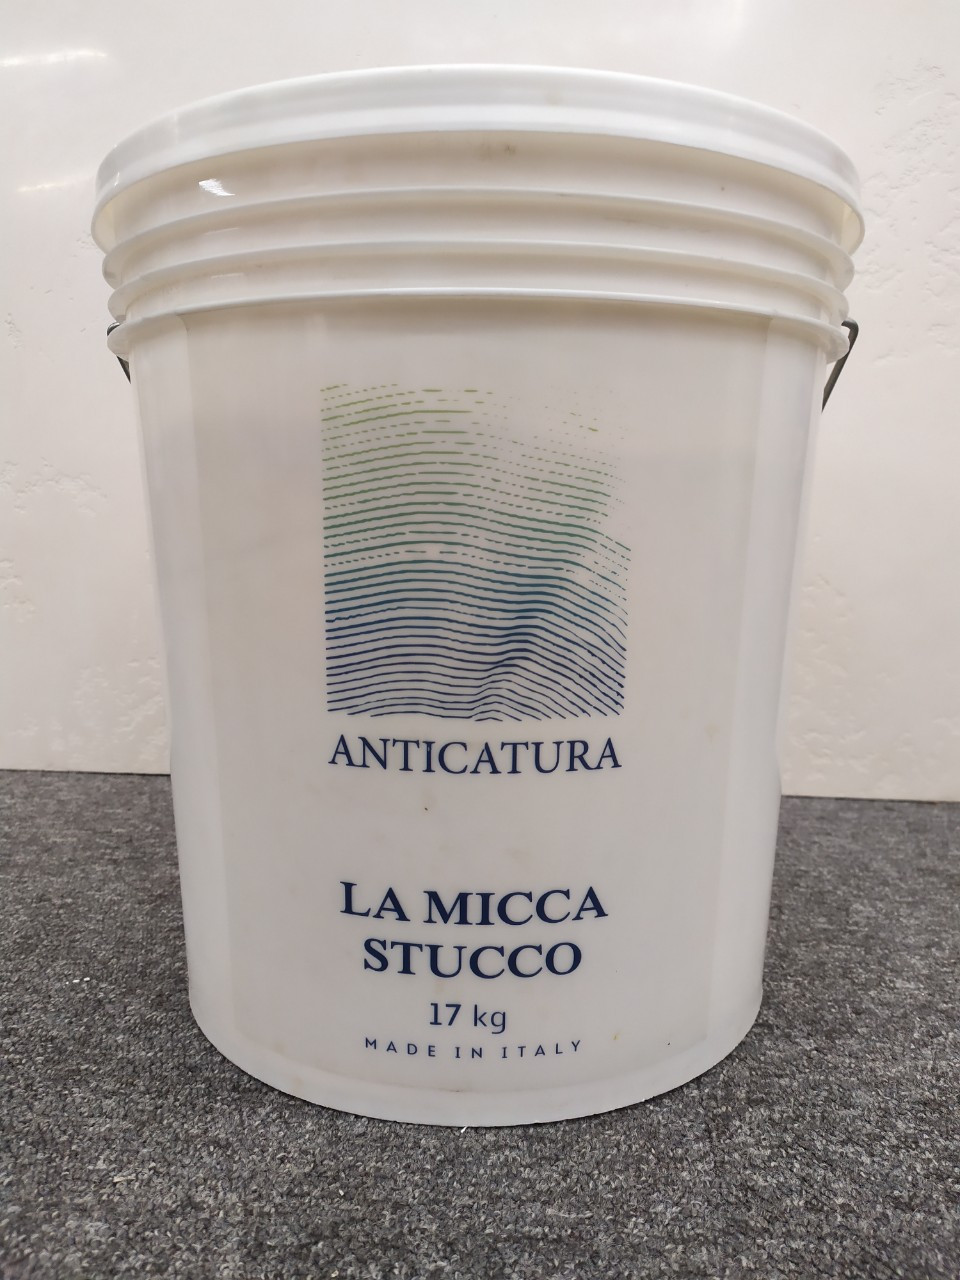 ANTICATURA
LA MICCA
STUCCO
17 kg
MADE IN ITALY